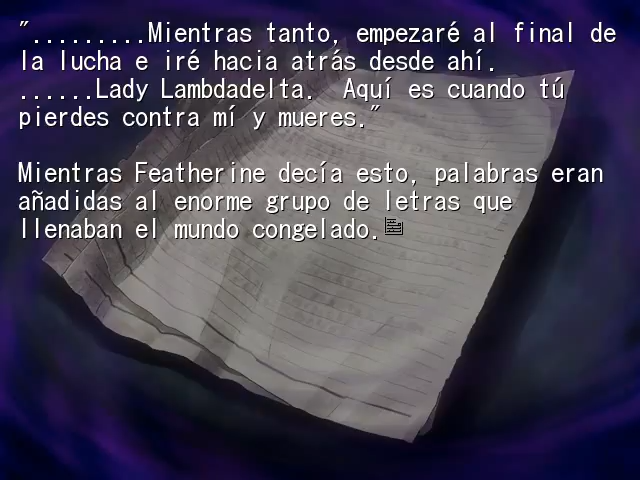 ".........Mientras tanto, empezaré al final de
la lucha e iré hacia atrás desde ahí.
......Lady Lambdadelta.  Aquí es cuando tú
pierdes contra mí y mueres."
Mientras Featherine decía esto, palabras eran
añadidas al enorme grupo de letras que
llenaban el mundo congelado.